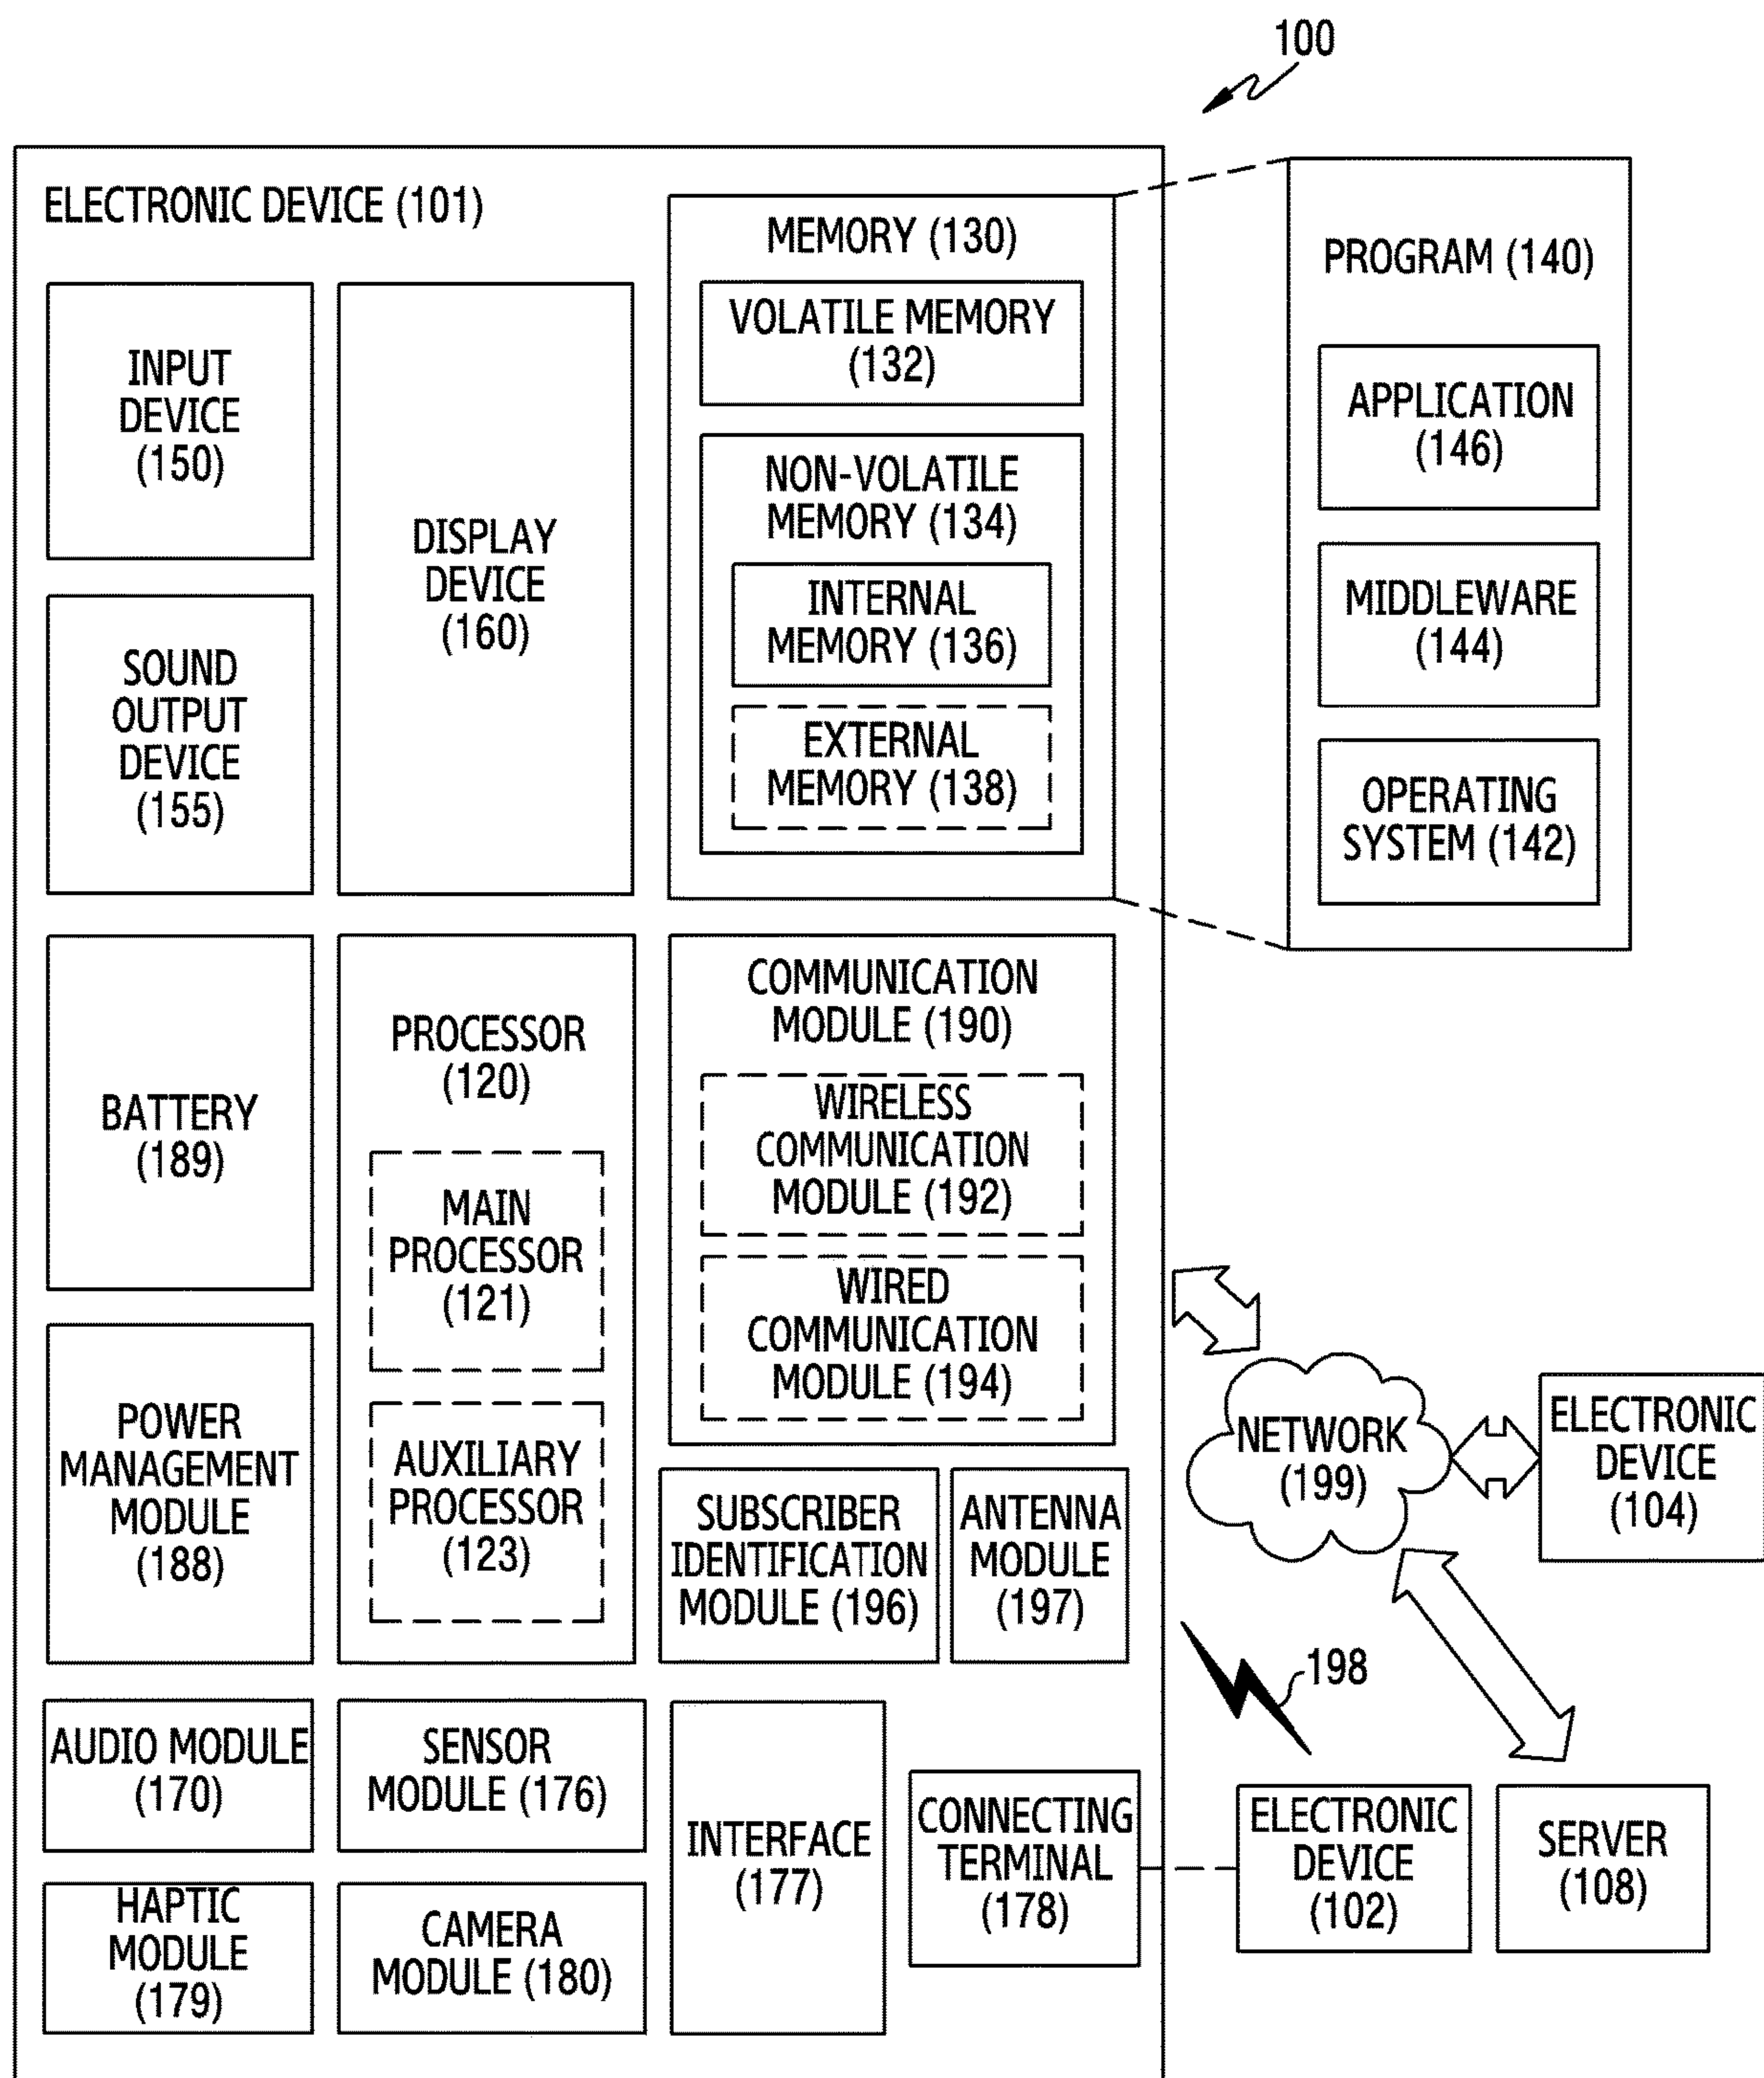 100
ELECTRONIC DEVICE (101)
INPUT
DEVICE
(150)
SOUND
OUTPUT
DEVICE
(155)
DISPLAY
DEVICE
(160)
MEMORY (130)
VOLATILE MEMORY
(132)
NON-VOLATILE
MEMORY (134)
INTERNAL
MEMORY (136)
EXTERNAL
MEMORY (138)
PROGRAM (140)
APPLICATION
(146)
MIDDLEWARE
(144)
OPERATING
SYSTEM (142)
BATTERY
(189)
POWER
MANAGEMENT
MODULE
(188)
PROCESSOR
(120)
MAIN
PROCESSOR
(121)
AUXILIARY
PROCESSOR
(123)
COMMUNICATION
MODULE (190)
WIRELESS
COMMUNICATION
MODULE (192)
WIRED
COMMUNICATION
MODULE (194)
SUBSCRIBER
IDENTIFICATION
MODULE (196)
ANTENNA
MODULE
(197)
NETWORK
(199)
ELECTRONIC
DEVICE
(104)
198
AUDIO MODULE
(170)
SENSOR
MODULE (176)
HAPTIC
MODULE
(179)
CAMERA
MODULE (180)
INTERFACE
(177)
CONNECTING
TERMINAL
(178)
ELECTRONIC
DEVICE
(102)
SERVER
(108)